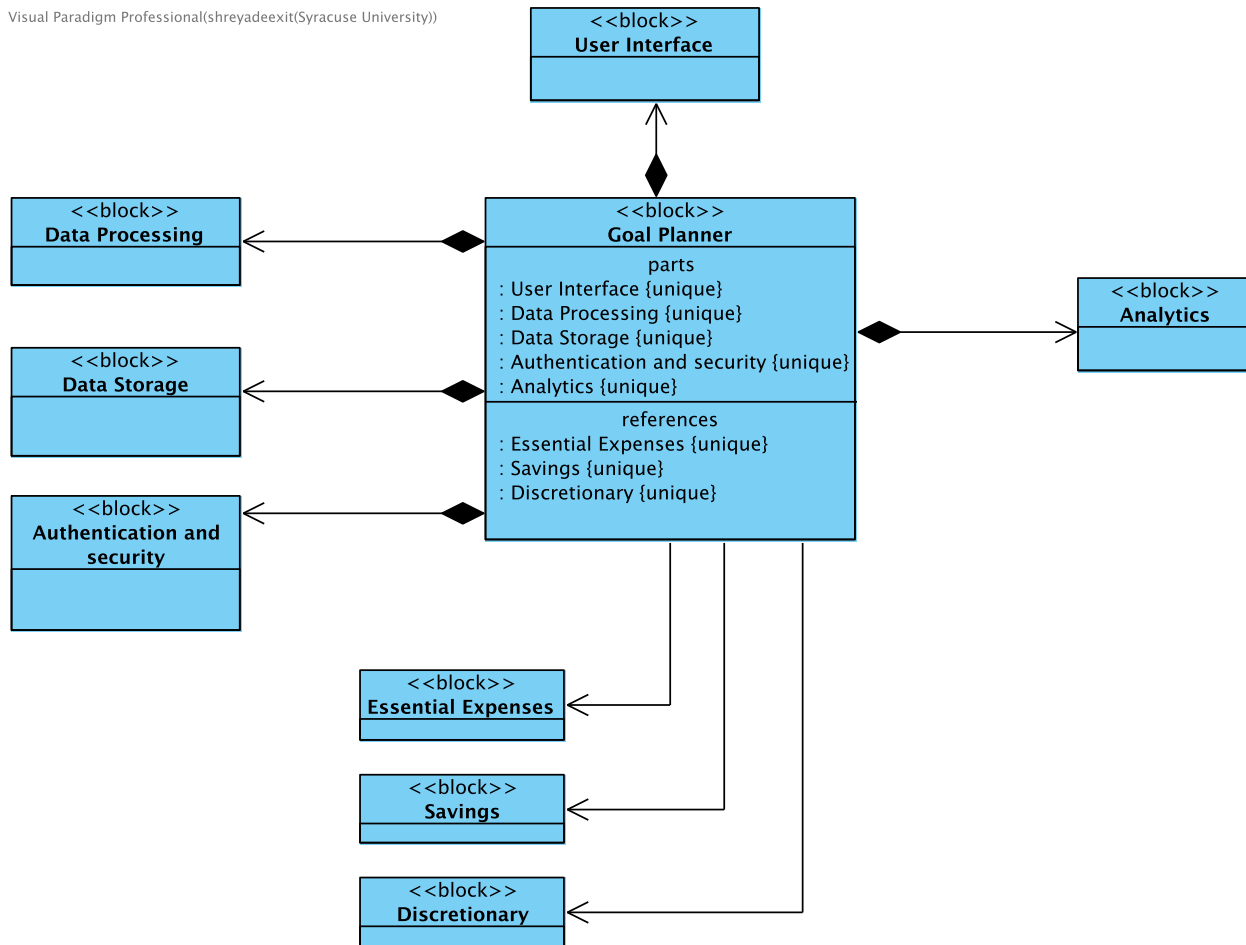 Visual Paradigm Professional(shreyadeexit(Syracuse University))
<<block>>
User Interface
<<block>>
Data Processing
<<block>>
Goal Planner
parts
: User Interface {unique}
: Data Processing {unique}
: Data Storage {unique}
: Authentication and security {unique}
: Analytics {unique}
references
: Essential Expenses {unique}
: Savings {unique}
: Discretionary {unique}
<<block>>
Analytics
<<block>>
Data Storage
<<block>>
Authentication and
security
<<block>>
Essential Expenses
<<block>>
Savings
<<block>>
Discretionary